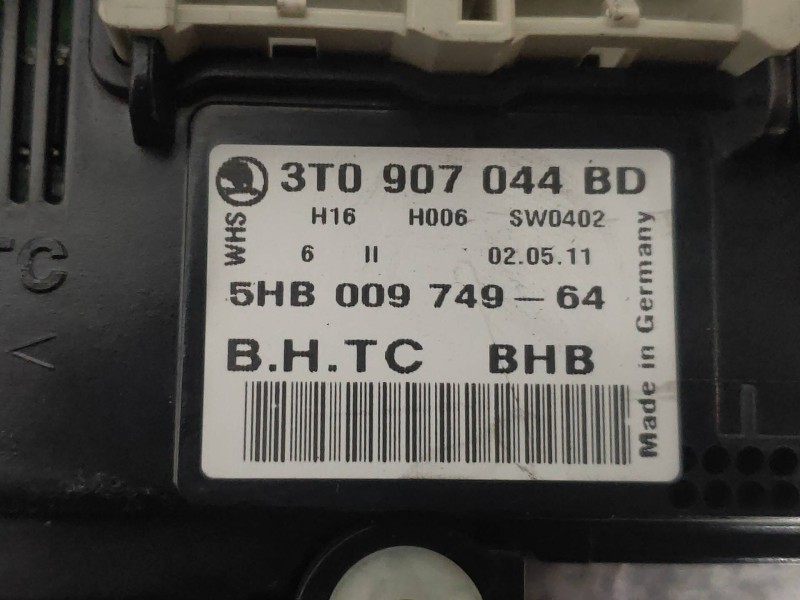 3T0 907 044 BD
H16 H006 SW0402
WHS
6 II 02.05.11
5HB 009 749-64
B.H.TC BHB
Made in Germany
TC